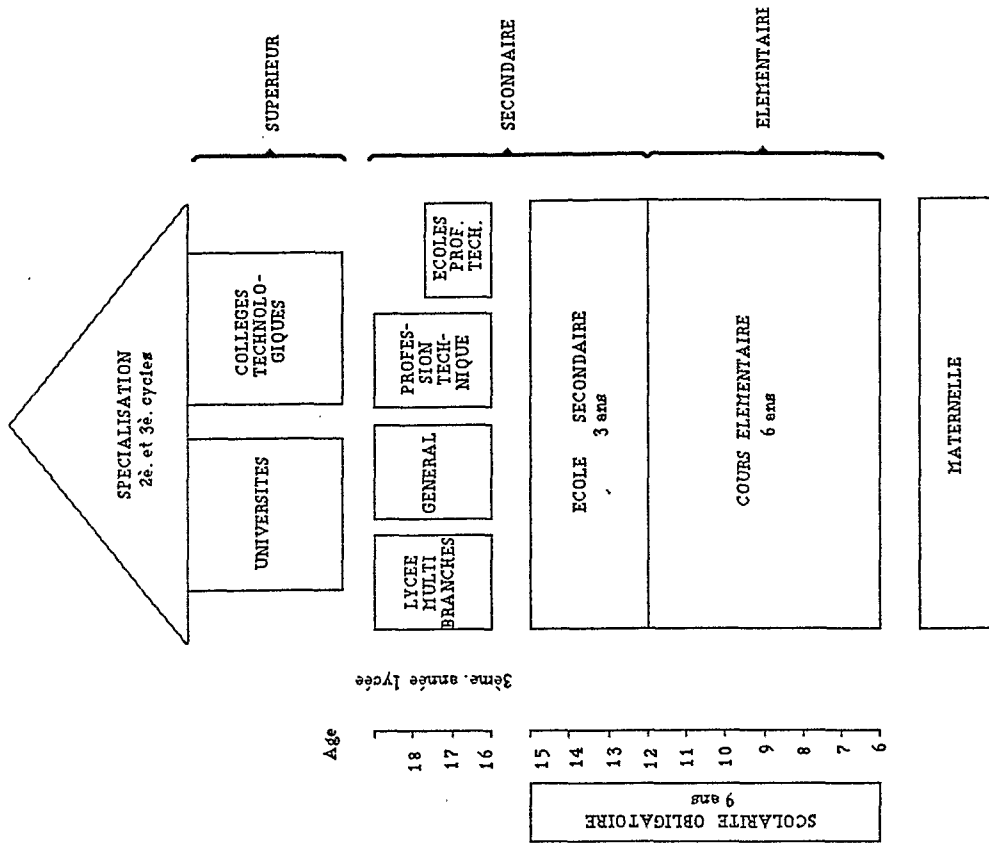 SPECIALISATION
2è. et 3è. cycles
UNIVERSITES
COLLEGES
TECHNOLO-
GIQUES
SUPERIEUR
LYCEE
MULTI
BRANCHES
GENERAL
PROFES-
SION
TECH-
NIQUE
ECOLES
PROF.
TECH.
SECONDAIRE
ECOLE SECONDAIRE
3 ans
COURS ELEMENTAIRE
6 ans
ELEMENTAIRE
MATERNELLE
3ème. année lycée
Age
18
17
16
15
14
13
12
11
10
9
8
7
6
SCOLARITE OBLIGATOIRE
9 ans